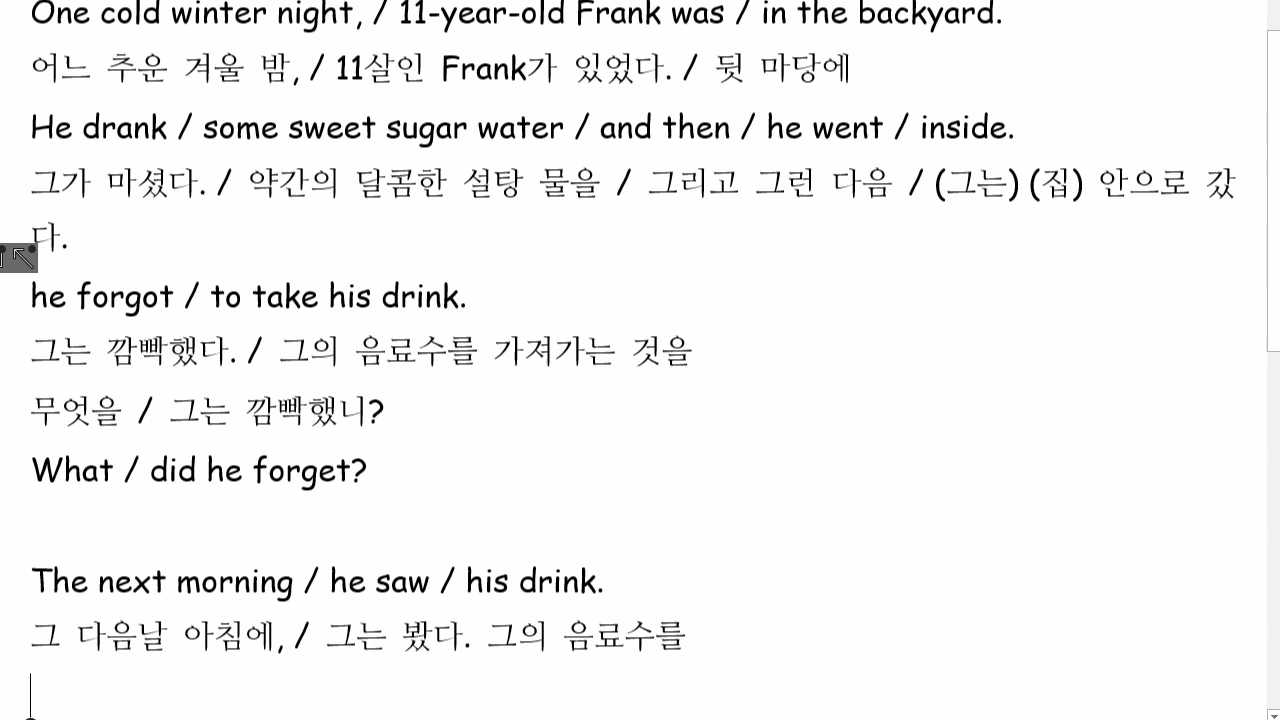 One cold winter night, / 11-year-old Frank was / in the backyard.
어느 추운 겨울 밤, / 11살인 Frank가 있었다. / 뒷 마당에
He drank / some sweet sugar water / and then / he went / inside.
그가 마셨다. / 약간의 달콤한 설탕 물을 / 그리고 그런 다음 / (그는) (집) 안으로 갔
다.
he forgot / to take his drink.
그는 깜빡했다. / 그의 음료수를 가져가는 것을
무엇을 / 그는 깜빡했니?
What / did he forget?
The next morning / he saw / his drink.
그 다음날 아침에, / 그는 봤다. 그의 음료수를